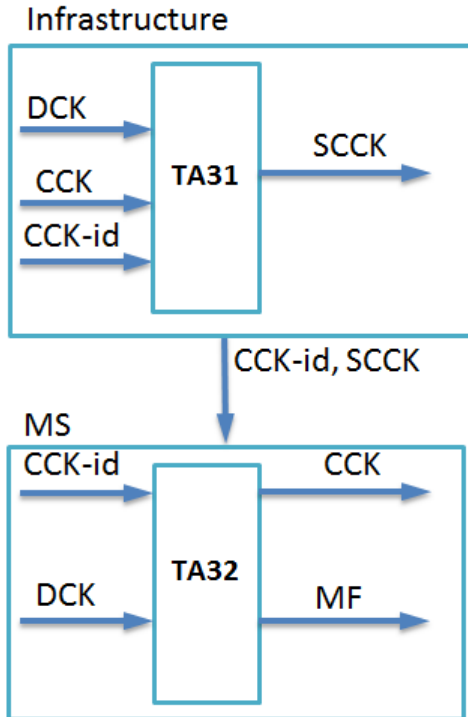 Infrastructure
DCK
CCK
CCK-id
TA31
SCCK
CCK-id, SCCK
MS
CCK-id
DCK
TA32
CCK
MF